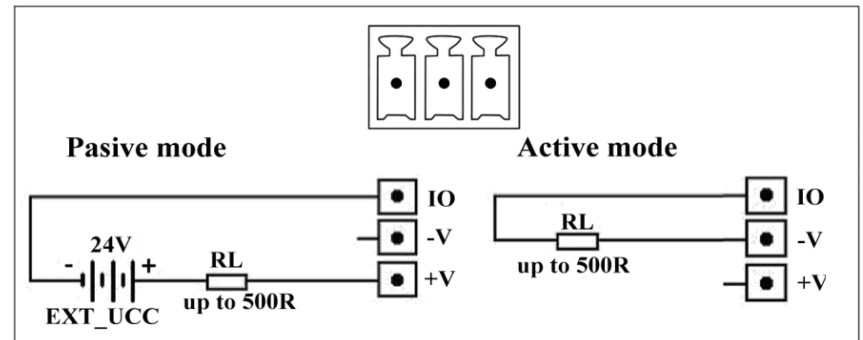 Pasive mode
Active mode
IO
-V
+V
24V
- +
RL
up to 500R
EXT_UCC
IO
-V
+V
RL
up to 500R